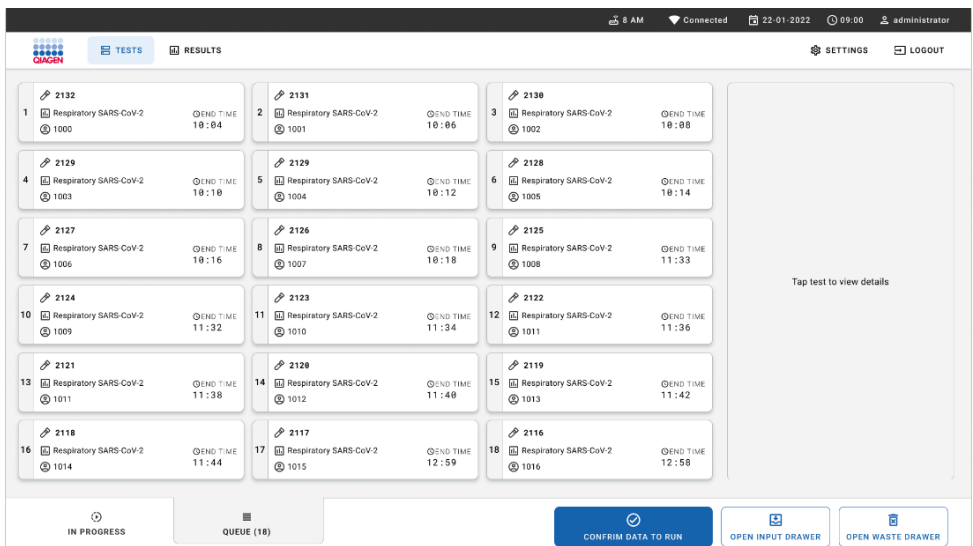 8 AM Connected 22-01-2022 09:00 administrator
QIAGEN TESTS RESULTS SETTINGS LOGOUT
2132 2131 2130
1 Respiratory SARS-CoV-2 END TIME 2 Respiratory SARS-CoV-2 END TIME 3 Respiratory SARS-CoV-2 END TIME
1000 10:04 1001 10:06 1002 10:08
2129 2129 2128
4 Respiratory SARS-CoV-2 END TIME 5 Respiratory SARS-CoV-2 END TIME 6 Respiratory SARS-CoV-2 END TIME
1003 10:10 1004 10:12 1005 10:14
2127 2126 2125
7 Respiratory SARS-CoV-2 END TIME 8 Respiratory SARS-CoV-2 END TIME 9 Respiratory SARS-CoV-2 END TIME
1006 10:16 1007 10:18 1008 11:33
Tap test to view details
2124 2123 2122
10 Respiratory SARS-CoV-2 END TIME 11 Respiratory SARS-CoV-2 END TIME 12 Respiratory SARS-CoV-2 END TIME
1009 11:32 1010 11:34 1011 11:36
2121 2120 2119
13 Respiratory SARS-CoV-2 END TIME 14 Respiratory SARS-CoV-2 END TIME 15 Respiratory SARS-CoV-2 END TIME
1011 11:38 1012 11:40 1013 11:42
2118 2117 2116
16 Respiratory SARS-CoV-2 END TIME 17 Respiratory SARS-CoV-2 END TIME 18 Respiratory SARS-CoV-2 END TIME
1014 11:44 1015 12:59 1016 12:58
IN PROGRESS QUEUE (18) CONFRIM DATA TO RUN OPEN INPUT DRAWER OPEN WASTE DRAWER